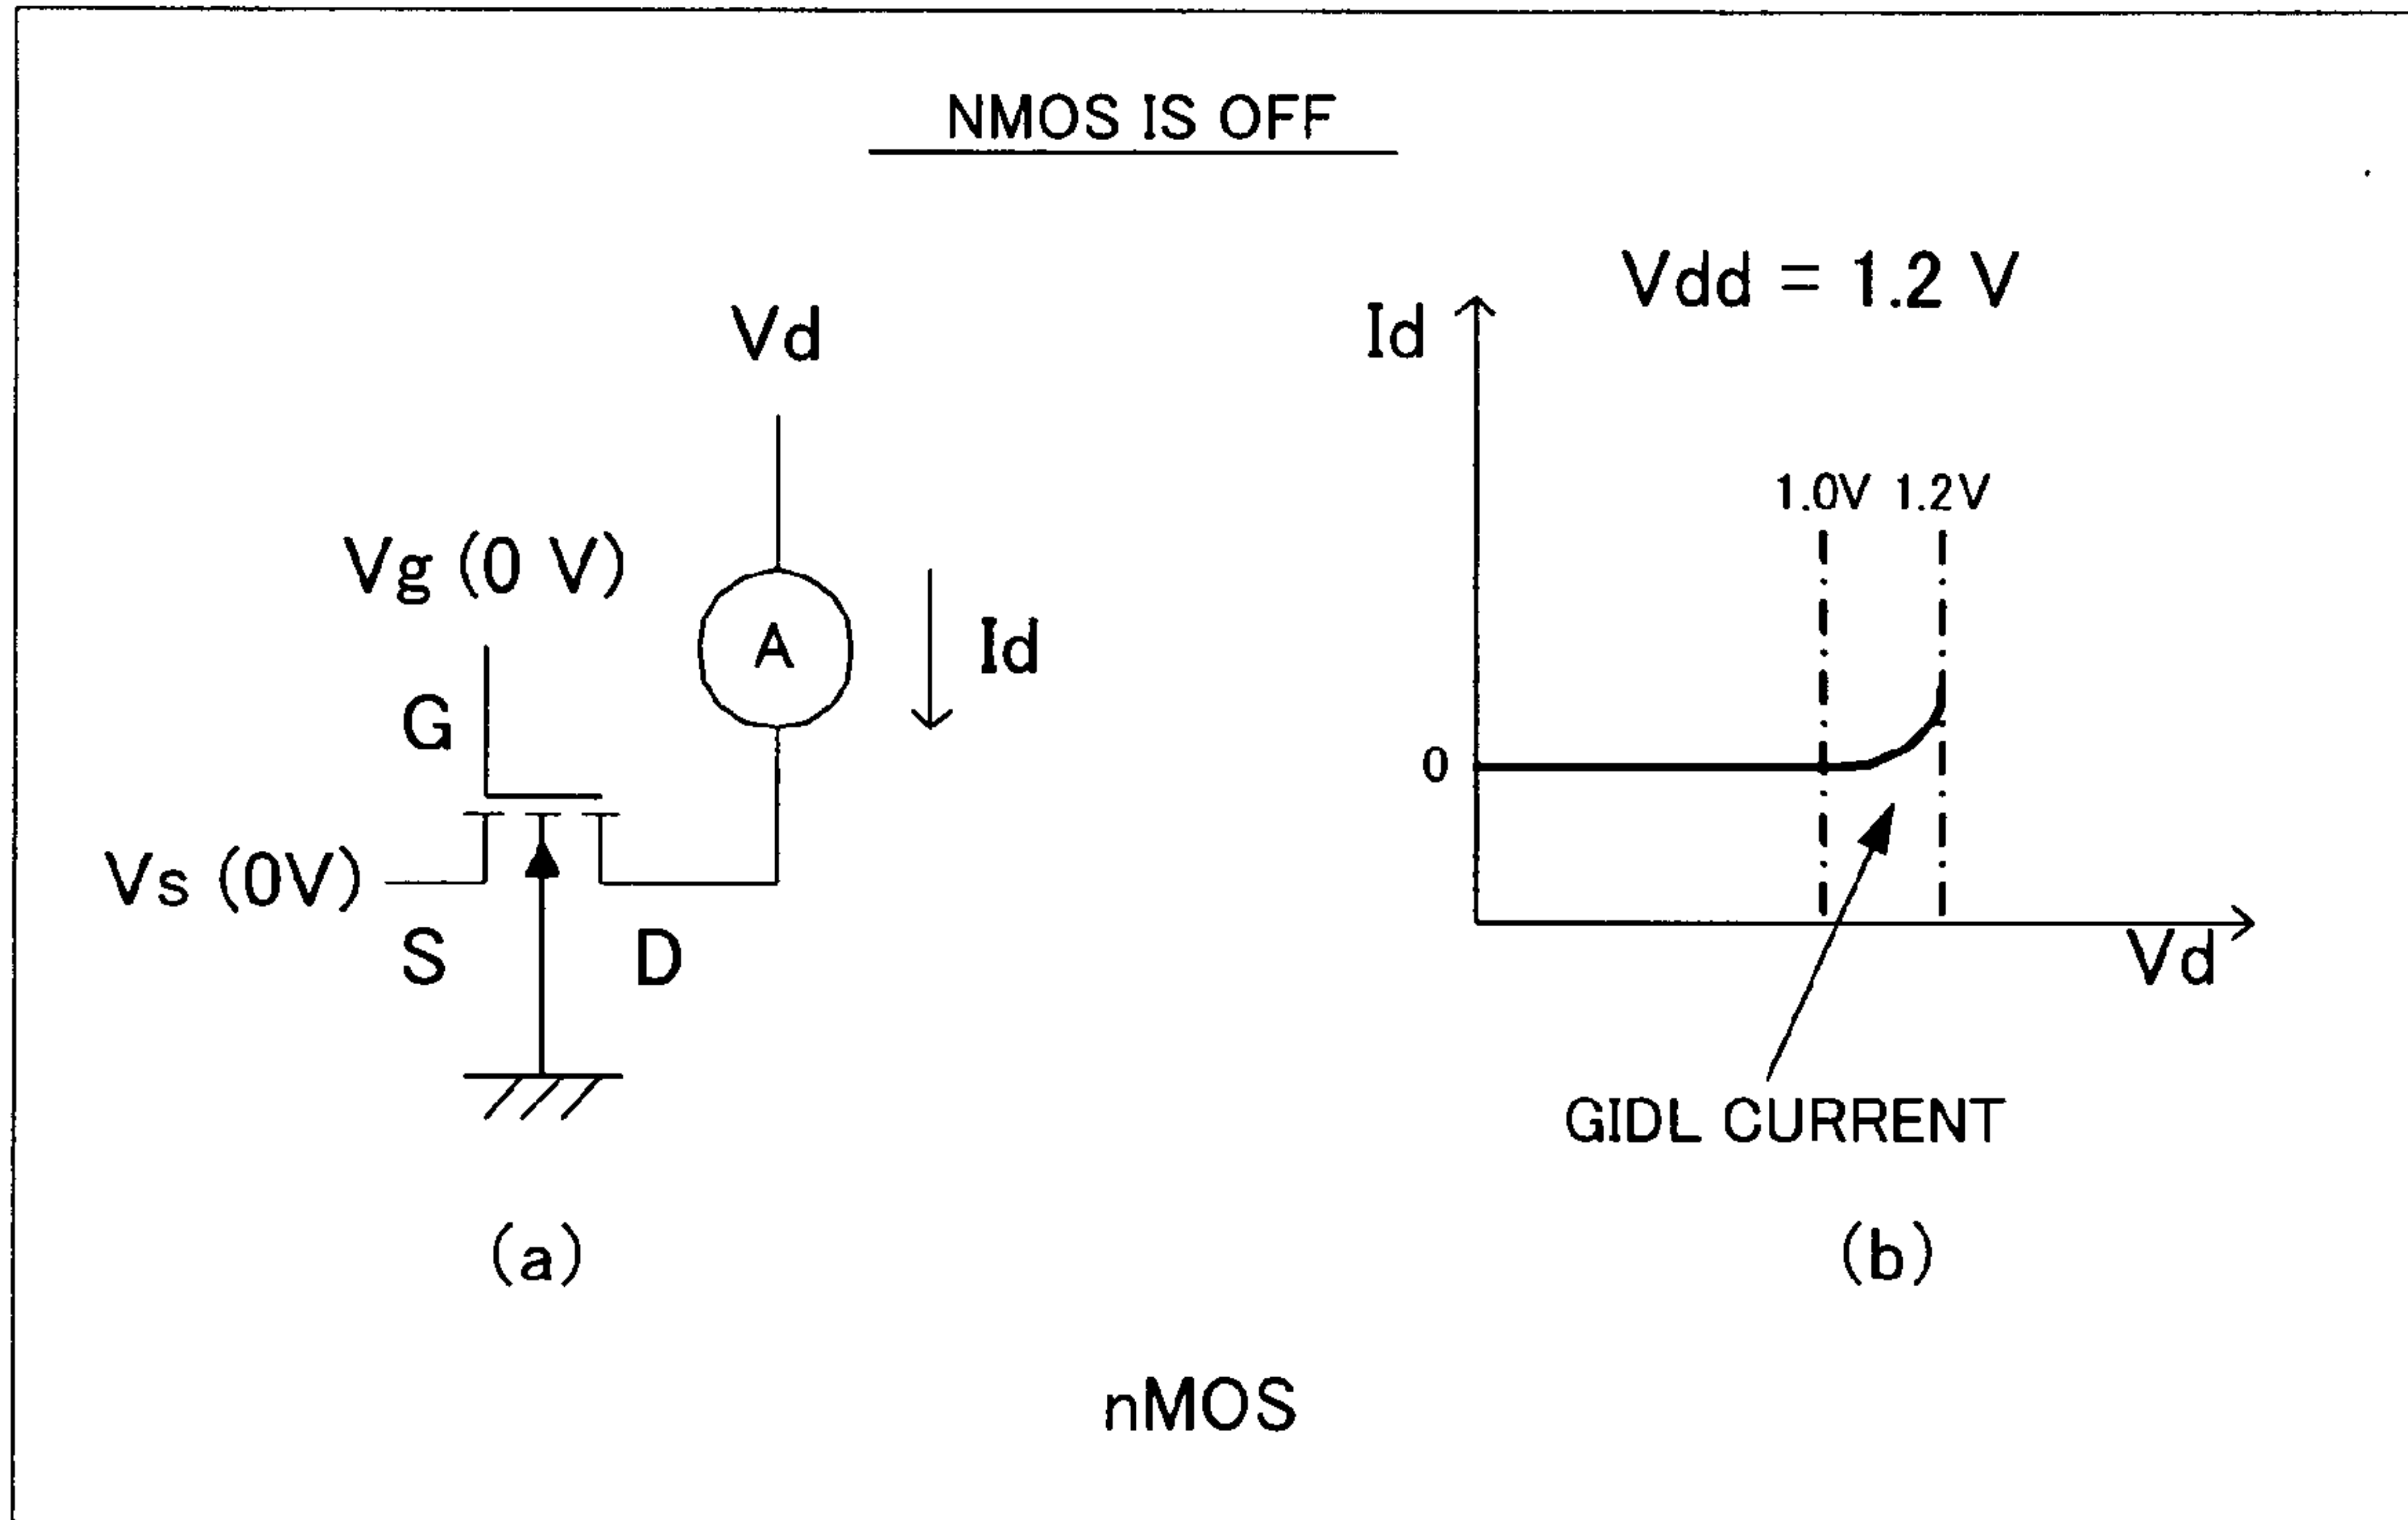 NMOS IS OFF
Vd
Vg (0 V)
A
Id
G
Vs (0V)
S
D
(a)
Vdd = 1.2 V
Id
1.0V 1.2V
0
Vd
GIDL CURRENT
(b)
nMOS